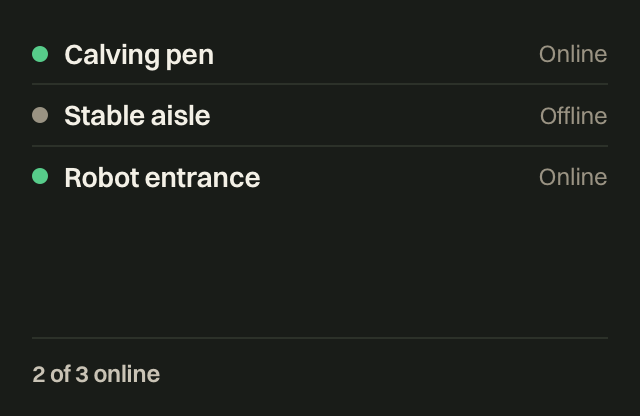 Calving pen Online
Stable aisle Offline
Robot entrance Online
2 of 3 online